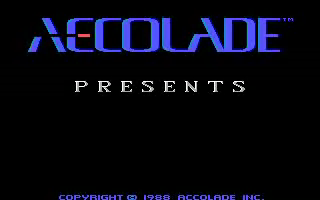 ACCOLADE™
PRESENTS
COPYRIGHT © 1988 ACCOLADE INC.